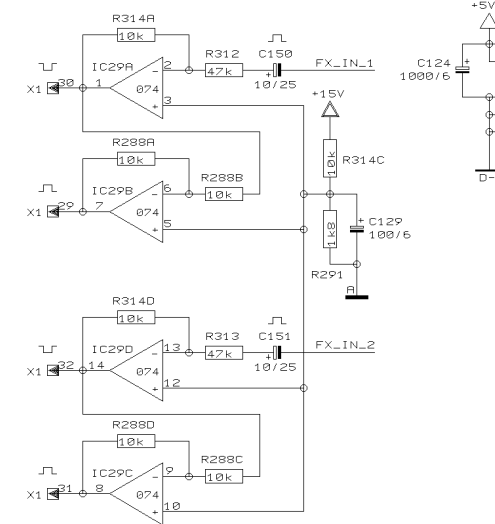 +5V
R314A
10k
R312
47k
C150
+
10/25
FX_IN_1
C124
+
1000/6
IC29A
2
-
X1
30
1
074
3
+
+15V
R288A
10k
10k
R314C
R288B
10k
D-
IC29B
6
-
X1
29
7
074
5
+
1k8
+ C129
100/6
R291
A
R314D
10k
R313
47k
C151
+
10/25
FX_IN_2
IC29D
13
-
X1
32
14
074
12
+
R288D
10k
R288C
10k
IC29C
9
-
X1
31
8
074
10
+